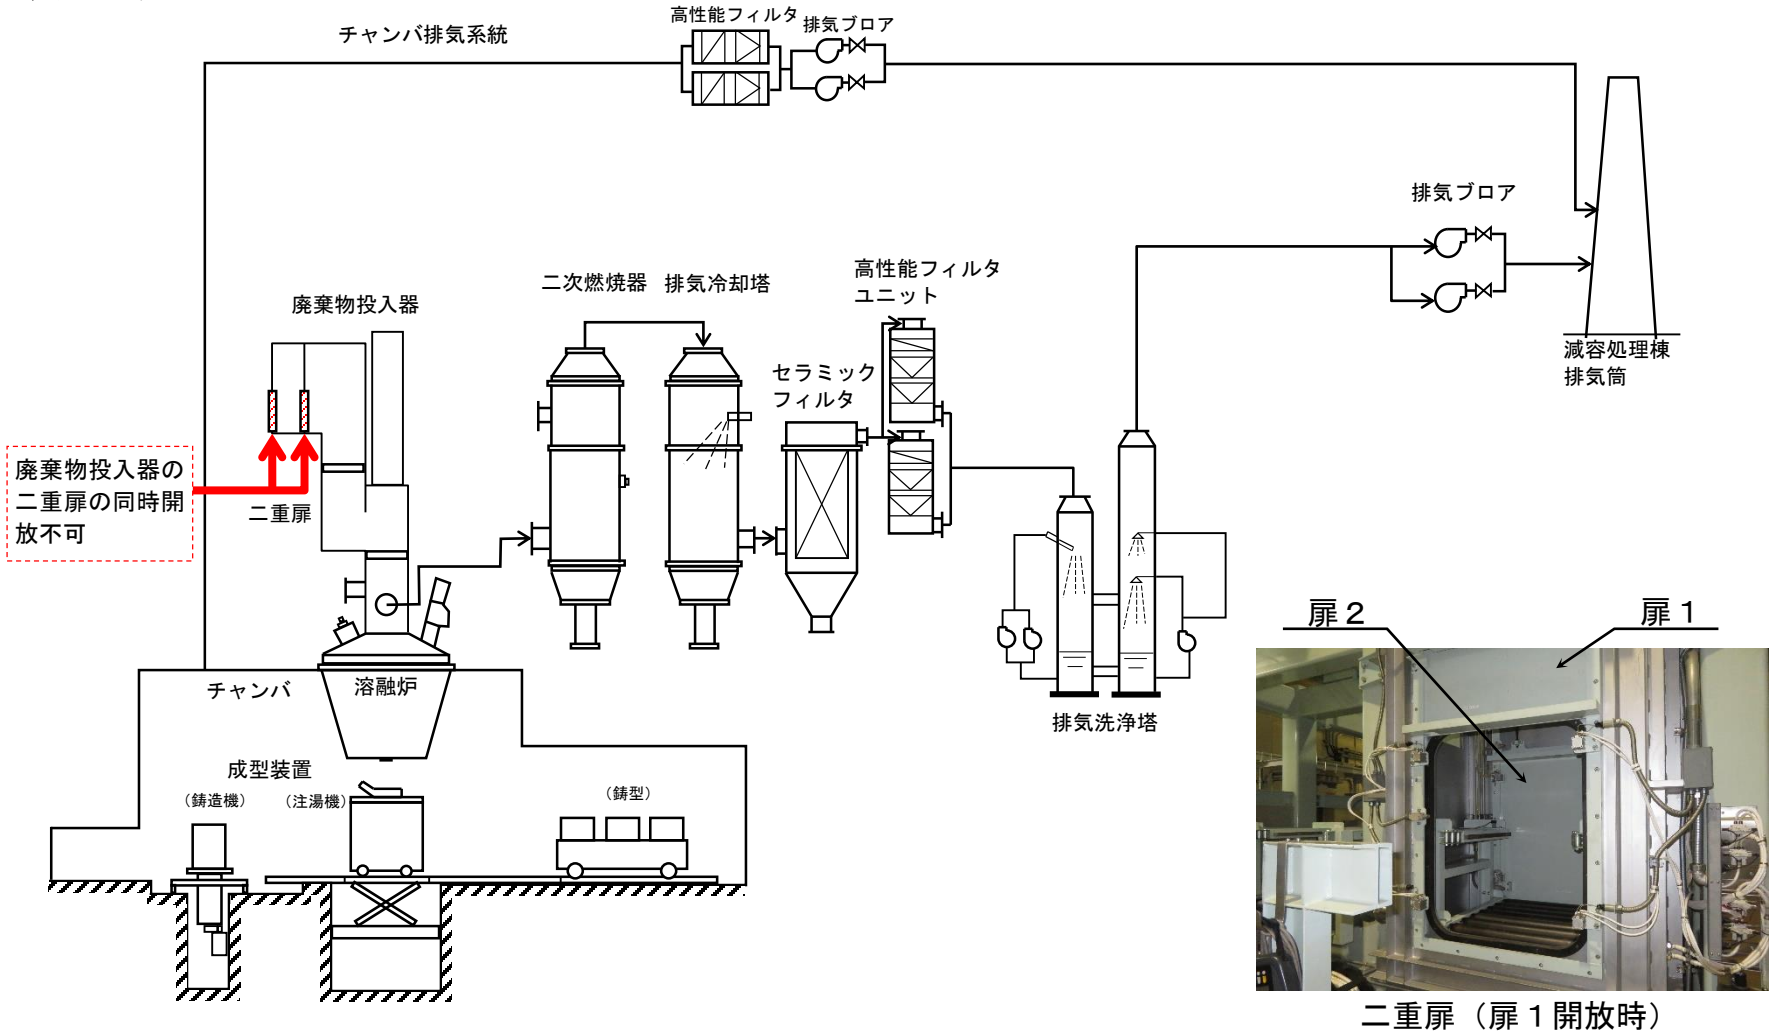 高性能フィルタ
排気ブロア
チャンバ排気系統
排気ブロア
高性能フィルタ
ユニット
二次燃焼器
排気冷却塔
廃棄物投入器
減容処理棟
排気筒
セラミック
フィルタ
廃棄物投入器の
二重扉の同時開
放不可
二重扉
扉2
扉1
チャンバ
溶融炉
排気洗浄塔
成型装置
（鋳造機）
（注湯機）
（鋳型）
二重扉（扉1開放時）